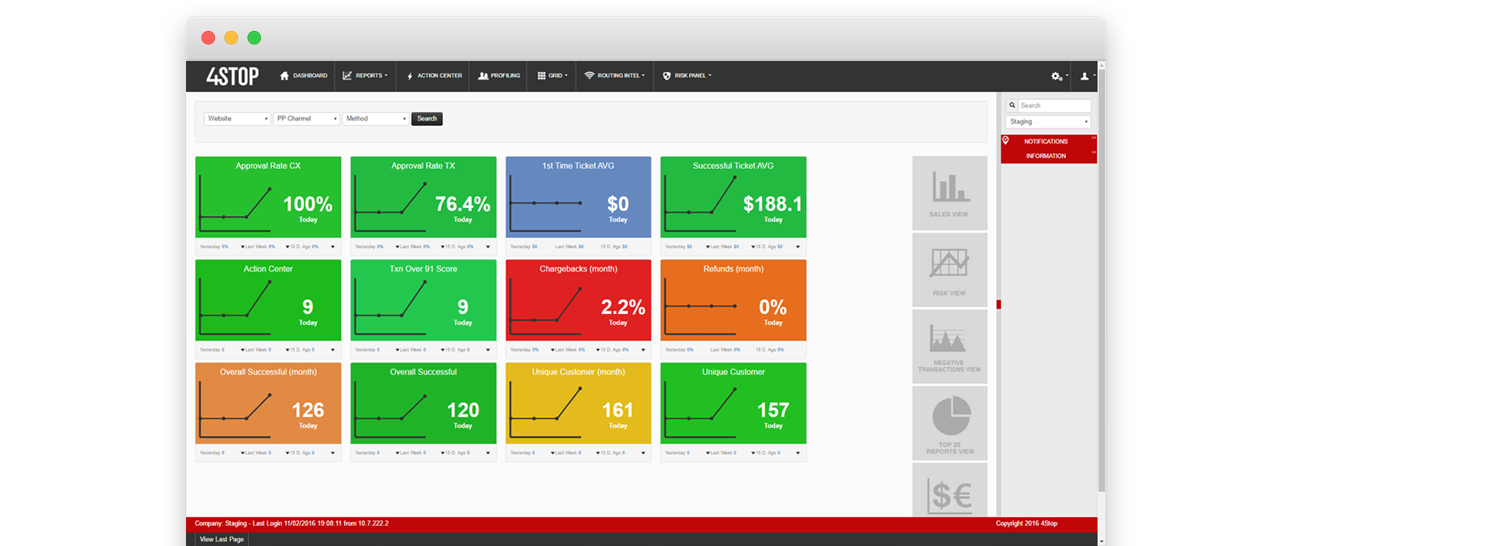 4STOP
DASHBOARD
REPORTS
ACTION CENTER
PROFILING
GRID
ROUTING INTEL
RISK PANEL
Website
PP Channel
Method
Search
Search
Staging
NOTIFICATIONS
INFORMATION
Approval Rate CX
100%
Today
Yesterday 0% Last Week 0% 15 D. Ago 0%
Approval Rate TX
76.4%
Today
Yesterday 0% Last Week 0% 15 D. Ago 0%
1st Time Ticket AVG
$0
Today
Yesterday $0 Last Week $0 15 D. Ago $0
Successful Ticket AVG
$188.1
Today
Yesterday $0 Last Week $0 15 D. Ago $0
Action Center
9
Today
Yesterday 0 Last Week 0 15 D. Ago 0
Txn Over 91 Score
9
Today
Yesterday 0 Last Week 0 15 D. Ago 0
Chargebacks (month)
2.2%
Today
Yesterday 0% Last Week 0% 15 D. Ago 0%
Refunds (month)
0%
Today
Yesterday 0% Last Week 0% 15 D. Ago 0%
Overall Successful (month)
126
Today
Yesterday 0 Last Week 0 15 D. Ago 0
Overall Successful
120
Today
Yesterday 0 Last Week 0 15 D. Ago 0
Unique Customer (month)
161
Today
Yesterday 0 Last Week 0 15 D. Ago 0
Unique Customer
157
Today
Yesterday 0 Last Week 0 15 D. Ago 0
SALES VIEW
RISK VIEW
NEGATIVE
TRANSACTIONS VIEW
TOP 20
REPORTS VIEW
$€
Company: Staging - Last Login 11/02/2016 19:08:11 from 10.7.222.2
Copyright 2016 4Stop
View Last Page